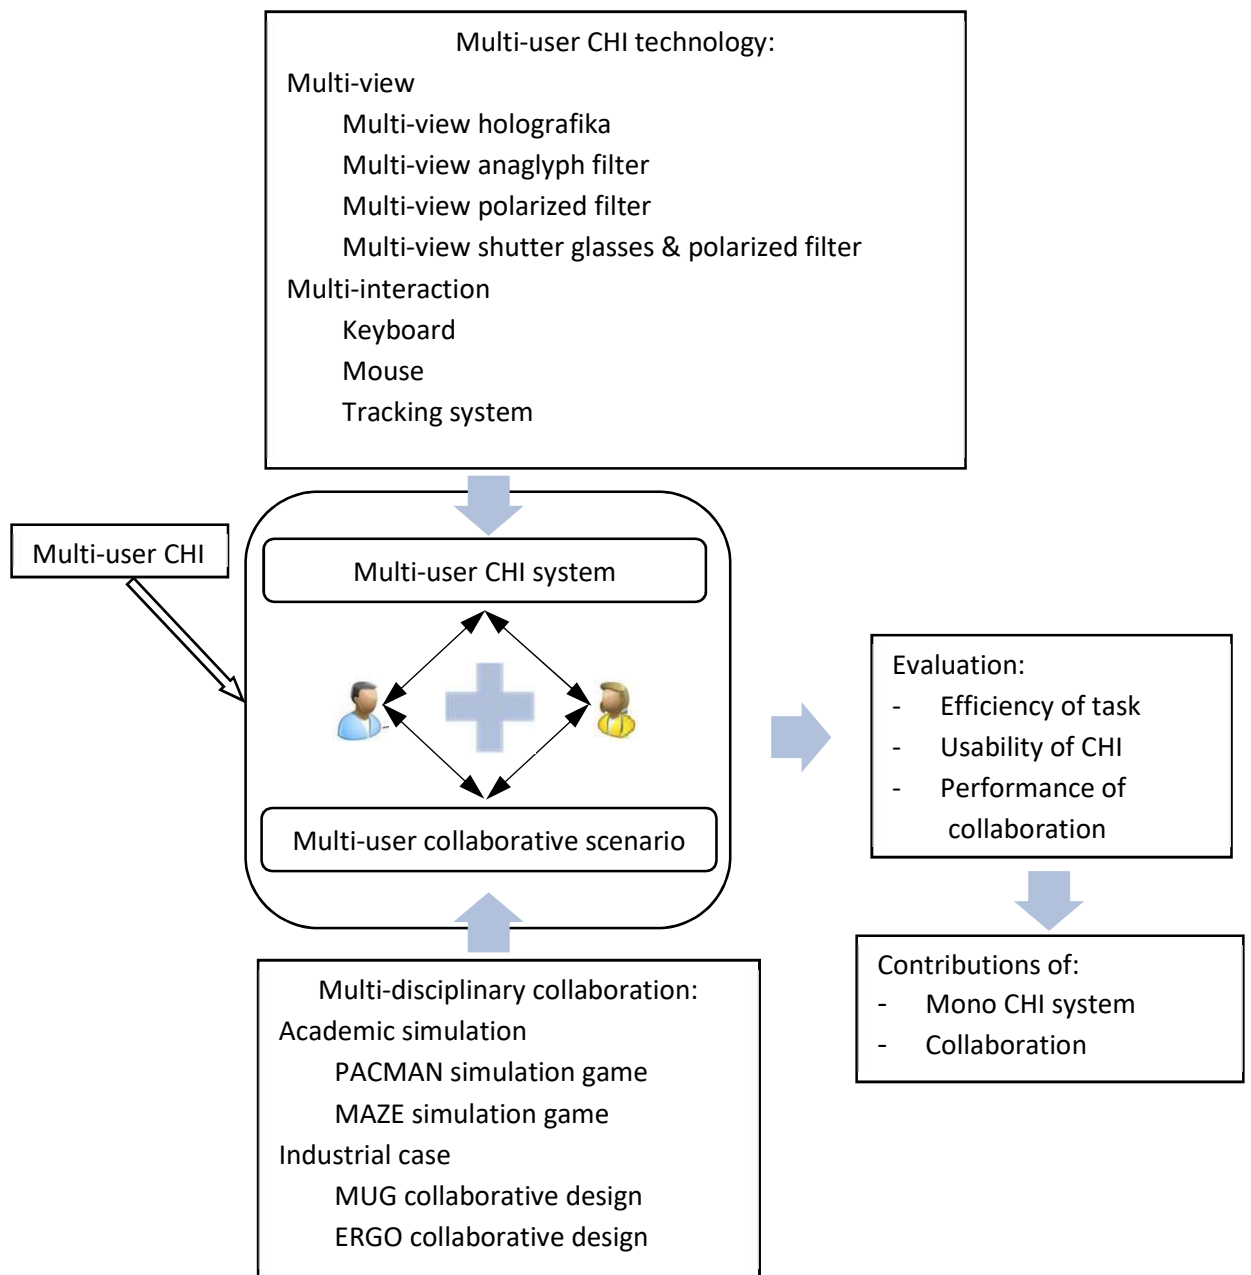 Multi-user CHI technology:
Multi-view
Multi-view holografika
Multi-view anaglyph filter
Multi-view polarized filter
Multi-view shutter glasses & polarized filter
Multi-interaction
Keyboard
Mouse
Tracking system
Multi-user CHI
Multi-user CHI system
Multi-user collaborative scenario
Evaluation:
- Efficiency of task
- Usability of CHI
- Performance of
collaboration
Contributions of:
- Mono CHI system
- Collaboration
Multi-disciplinary collaboration:
Academic simulation
PACMAN simulation game
MAZE simulation game
Industrial case
MUG collaborative design
ERGO collaborative design